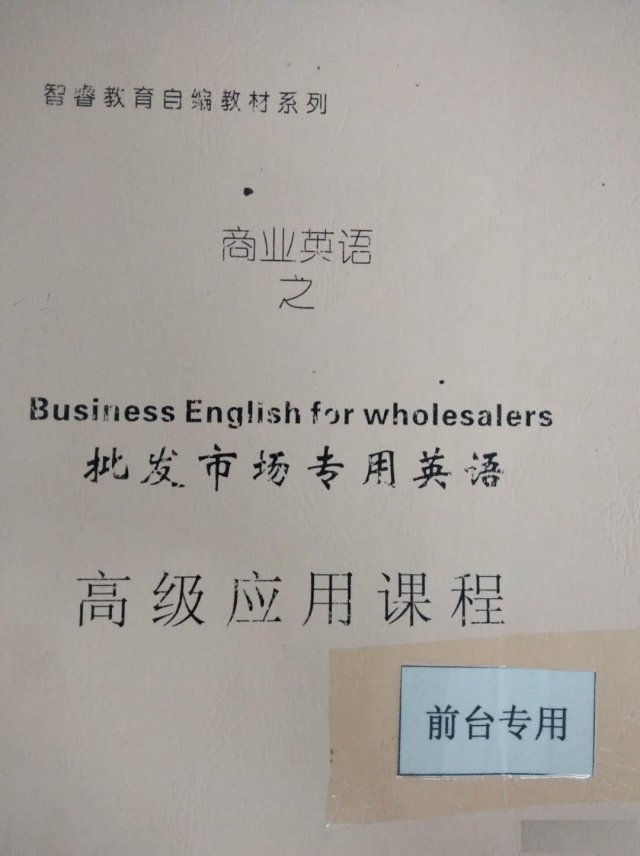 智睿教育自编教材系列
商业英语
之
Business English for wholesalers
批发市场专用英语
高级应用课程
前台专用